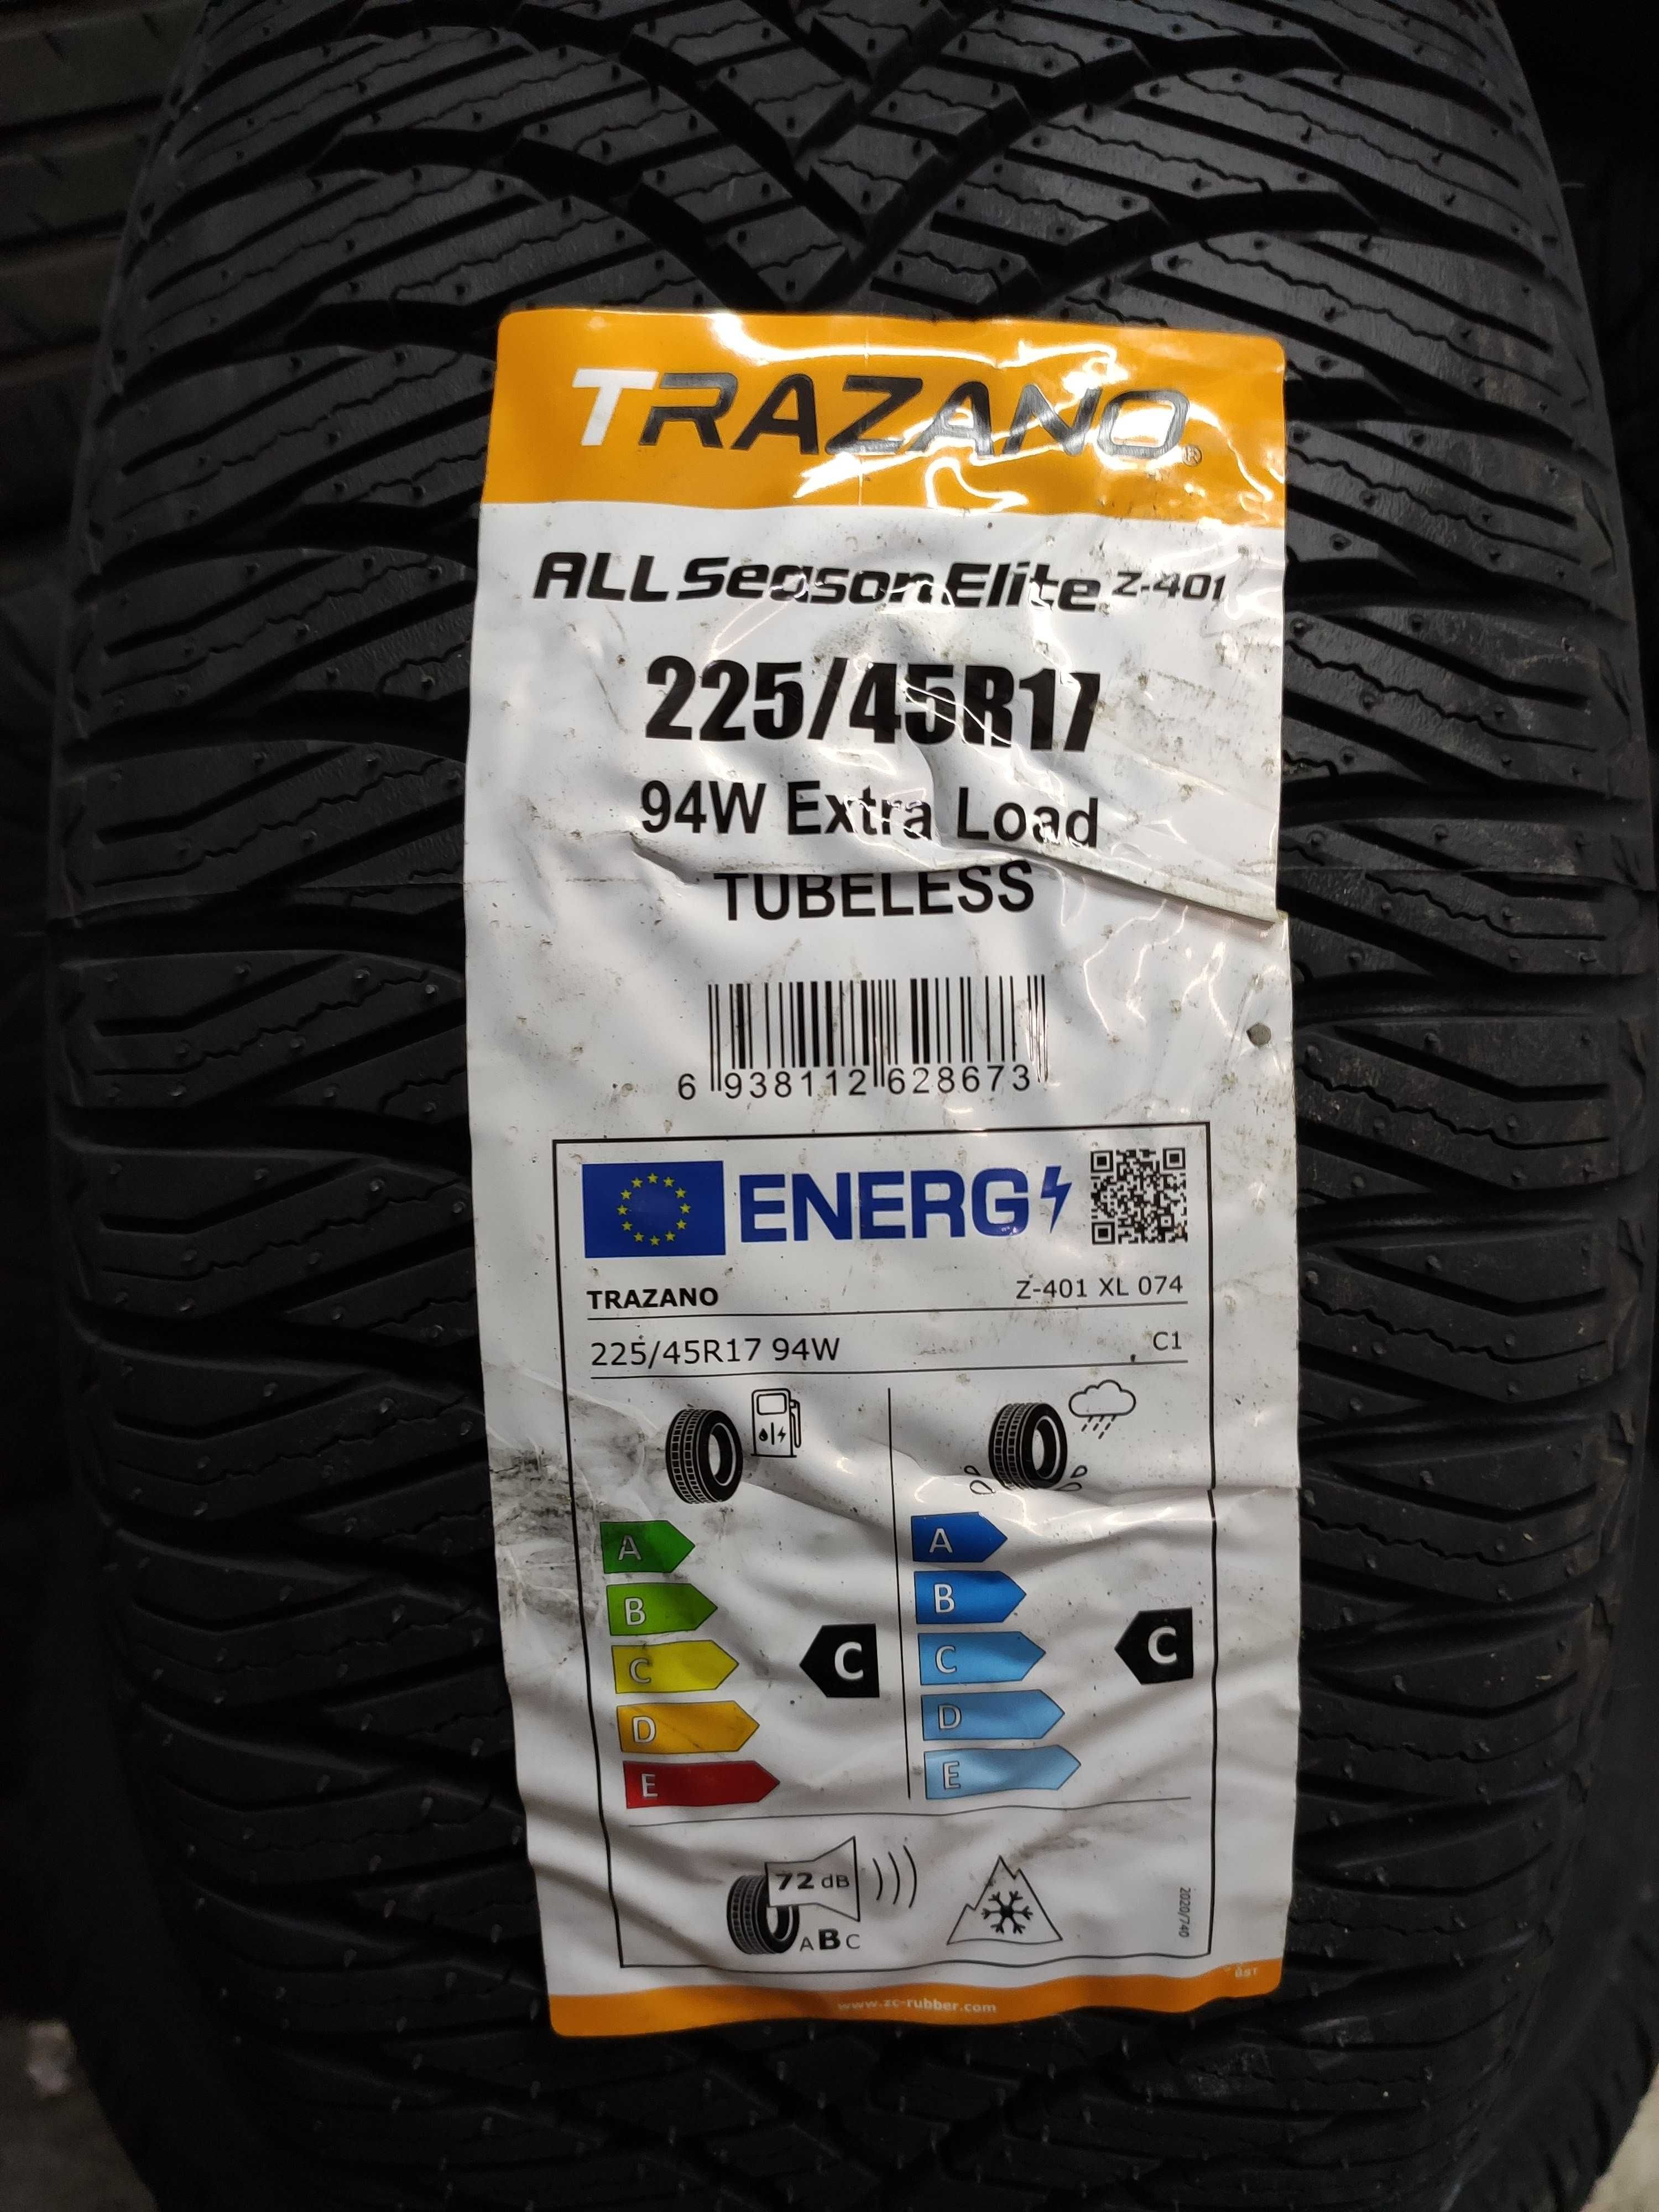 TRAZANO®
ALL Season Elite Z-401
225/45R17
94W Extra Load
TUBELESS
6 938112 628673
ENERG
TRAZANO Z-401 XL 074
225/45R17 94W C1
A A
B B
C C C C
D D
E E
72 dB
ABC
2020/740
GST
www.zc-rubber.com